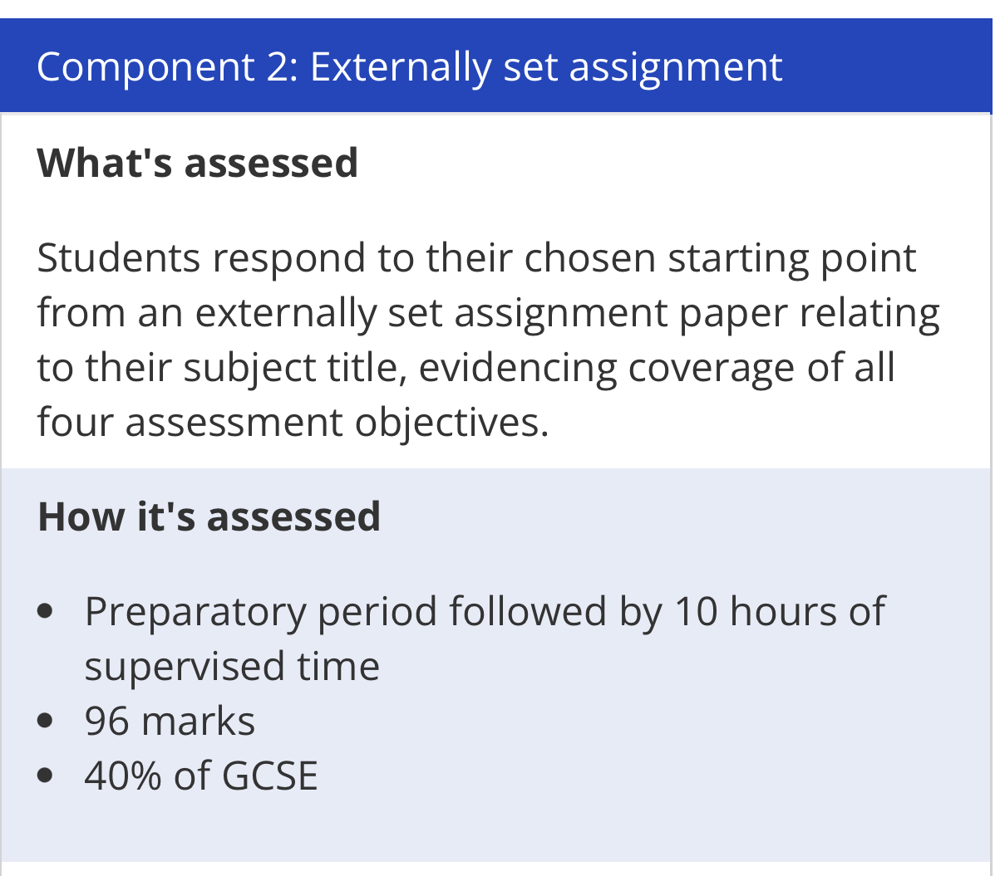 Component 2: Externally set assignment
What's assessed
Students respond to their chosen starting point
from an externally set assignment paper relating
to their subject title, evidencing coverage of all
four assessment objectives.
How it's assessed
• Preparatory period followed by 10 hours of
supervised time
• 96 marks
• 40% of GCSE